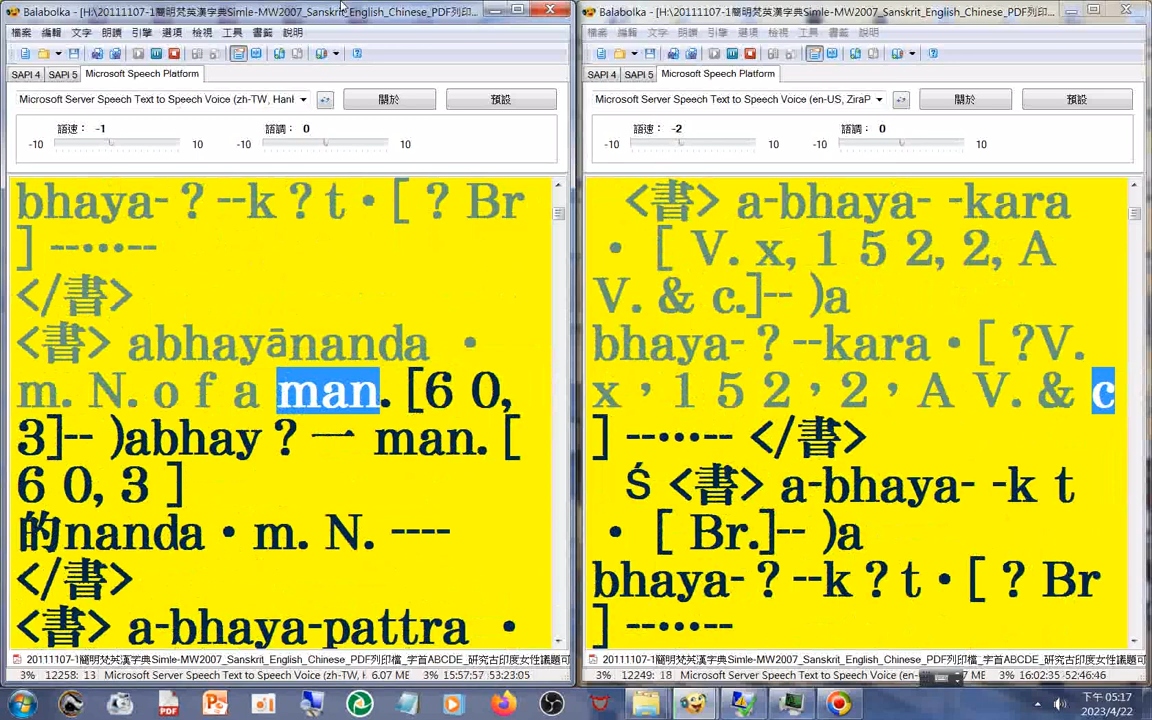 Balabolka - [H:\20111107-1簡明梵英漢字典Simle-MW2007_Sanskrit_English_Chinese_PDF列印...
檔案 編輯 文字 朗讀 引擎 選項 檢視 工具 書籤 說明
SAPI 4 SAPI 5 Microsoft Speech Platform
Microsoft Server Speech Text to Speech Voice (zh-TW, Hanl
關於 預設
語速： -1 語調： 0
-10 10 -10 10
bhaya-？--k？t‧[ ？Br
] --‧‧‧--
</書>
<書> abhayānanda ‧
m. N. o f a man. [6 0,
3]-- )abhay？一 man. [
6 0, 3 ]
的nanda‧m. N. ----
</書>
<書> a-bhaya-pattra ‧
20111107-1簡明梵英漢字典Simle-MW2007_Sanskrit_English_Chinese_PDF列印檔_字首ABCDE_研究古印度女性議題可
3% 12258: 13 Microsoft Server Speech Text to Speech Voice (zh-TW, H 6.07 MB 3% 15:57:57 53:23:05
Balabolka - [H:\20111107-1簡明梵英漢字典Simle-MW2007_Sanskrit_English_Chinese_PDF列印...
檔案 編輯 文字 朗讀 引擎 選項 檢視 工具 書籤 說明
SAPI 4 SAPI 5 Microsoft Speech Platform
Microsoft Server Speech Text to Speech Voice (en-US, ZiraP
關於 預設
語速： -2 語調： 0
-10 10 -10 10
<書> a-bhaya- -kara
‧ [ V. x, 1 5 2, 2, A
V. & c.]-- )a
bhaya-？--kara‧[ ?V.
x，1 5 2，2，A V. & c
] --‧‧‧-- </書>
Ś <書> a-bhaya- -k t
‧ [ Br.]-- )a
bhaya-？--k？t‧[ ？Br
] --‧‧‧--
20111107-1簡明梵英漢字典Simle-MW2007_Sanskrit_English_Chinese_PDF列印檔_字首ABCDE_研究古印度女性議題可
3% 12249: 18 Microsoft Server Speech Text to Speech Voice (en-us, MB 3% 16:02:35 52:46:46
下午 05:17
2023/4/22